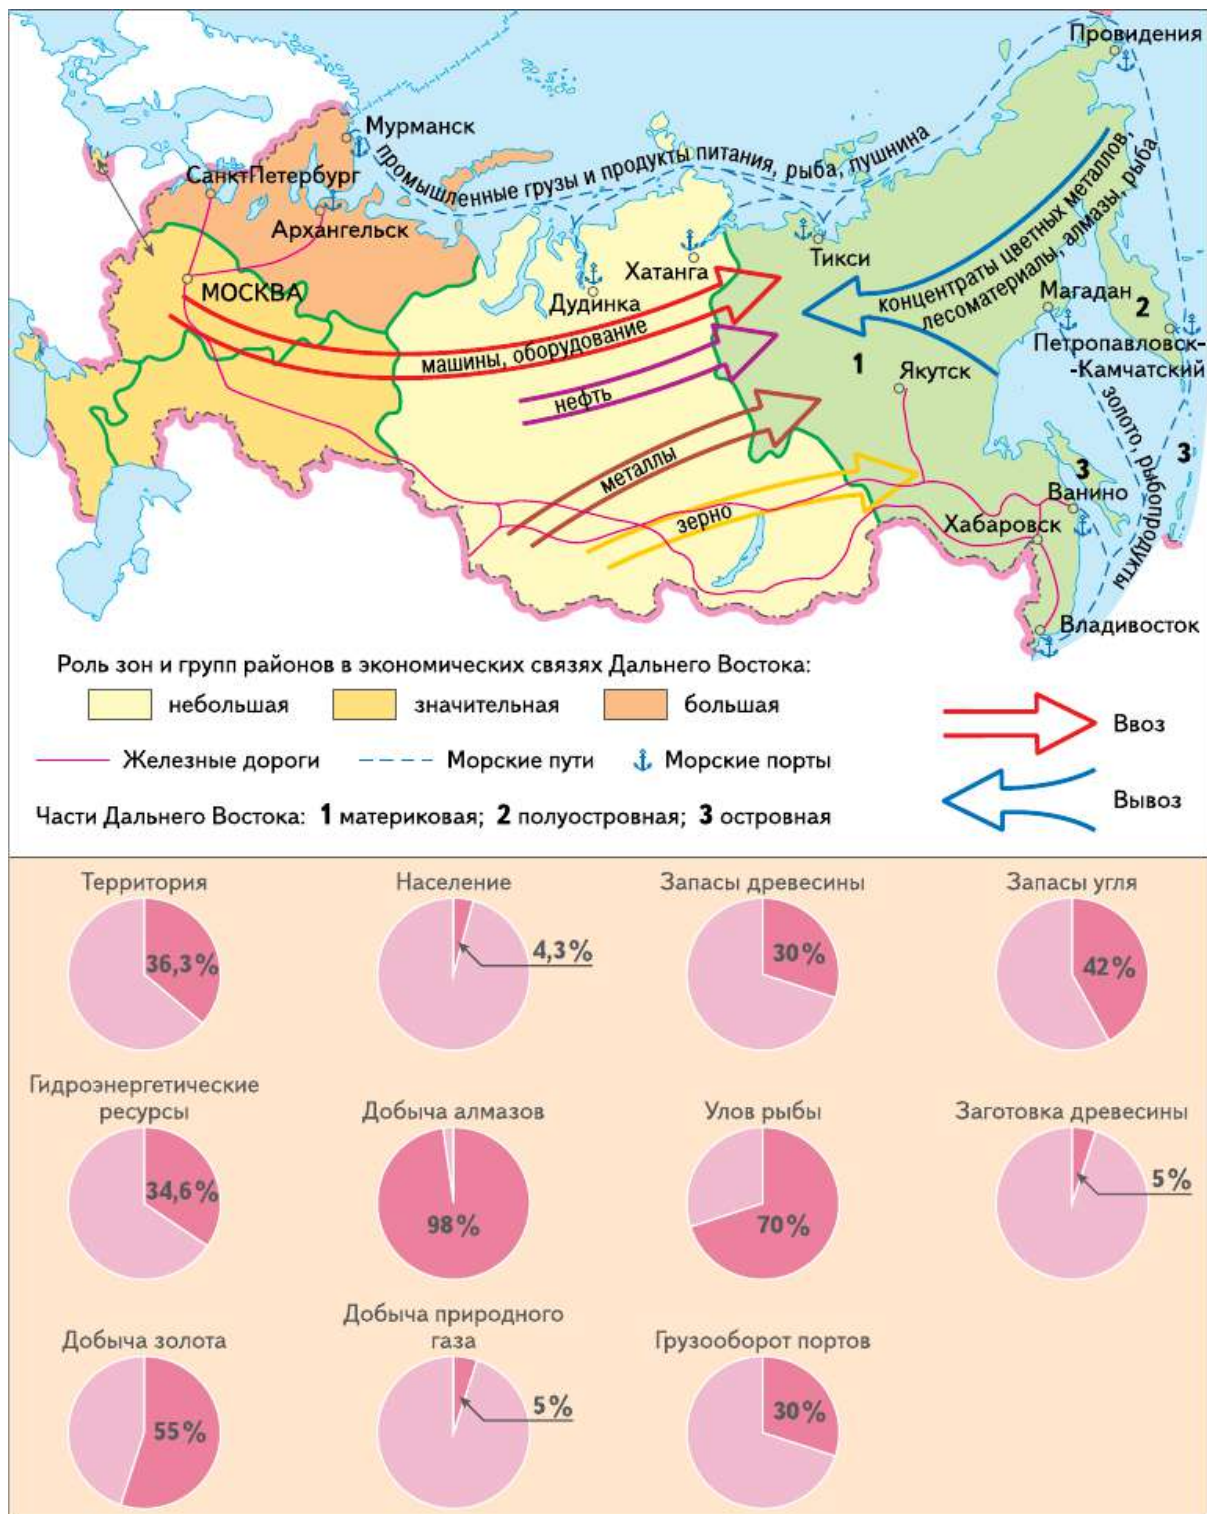 Провидения
Мурманск
промышленные грузы и продукты питания, рыба, пушнина
СанктПетербург
Архангельск
МОСКВА
Хатанга
Дудинка
Тикси
концентраты цветных металлов,
лесоматериалы, алмазы, рыба
Магадан
2
Петропавловск-
-Камчатский
машины, оборудование
1
Якутск
нефть
металлы
зерно
золото, рыбопродукты
3
3
Ванино
Хабаровск
Владивосток
Роль зон и групп районов в экономических связях Дальнего Востока:
небольшая
значительная
большая
Ввоз
Железные дороги
Морские пути
Морские порты
Вывоз
Части Дальнего Востока: 1 материковая; 2 полуостровная; 3 островная
Территория
36,3%
Население
4,3%
Запасы древесины
30%
Запасы угля
42%
Гидроэнергетические
ресурсы
34,6%
Добыча алмазов
98%
Улов рыбы
70%
Заготовка древесины
5%
Добыча золота
55%
Добыча природного
газа
5%
Грузооборот портов
30%